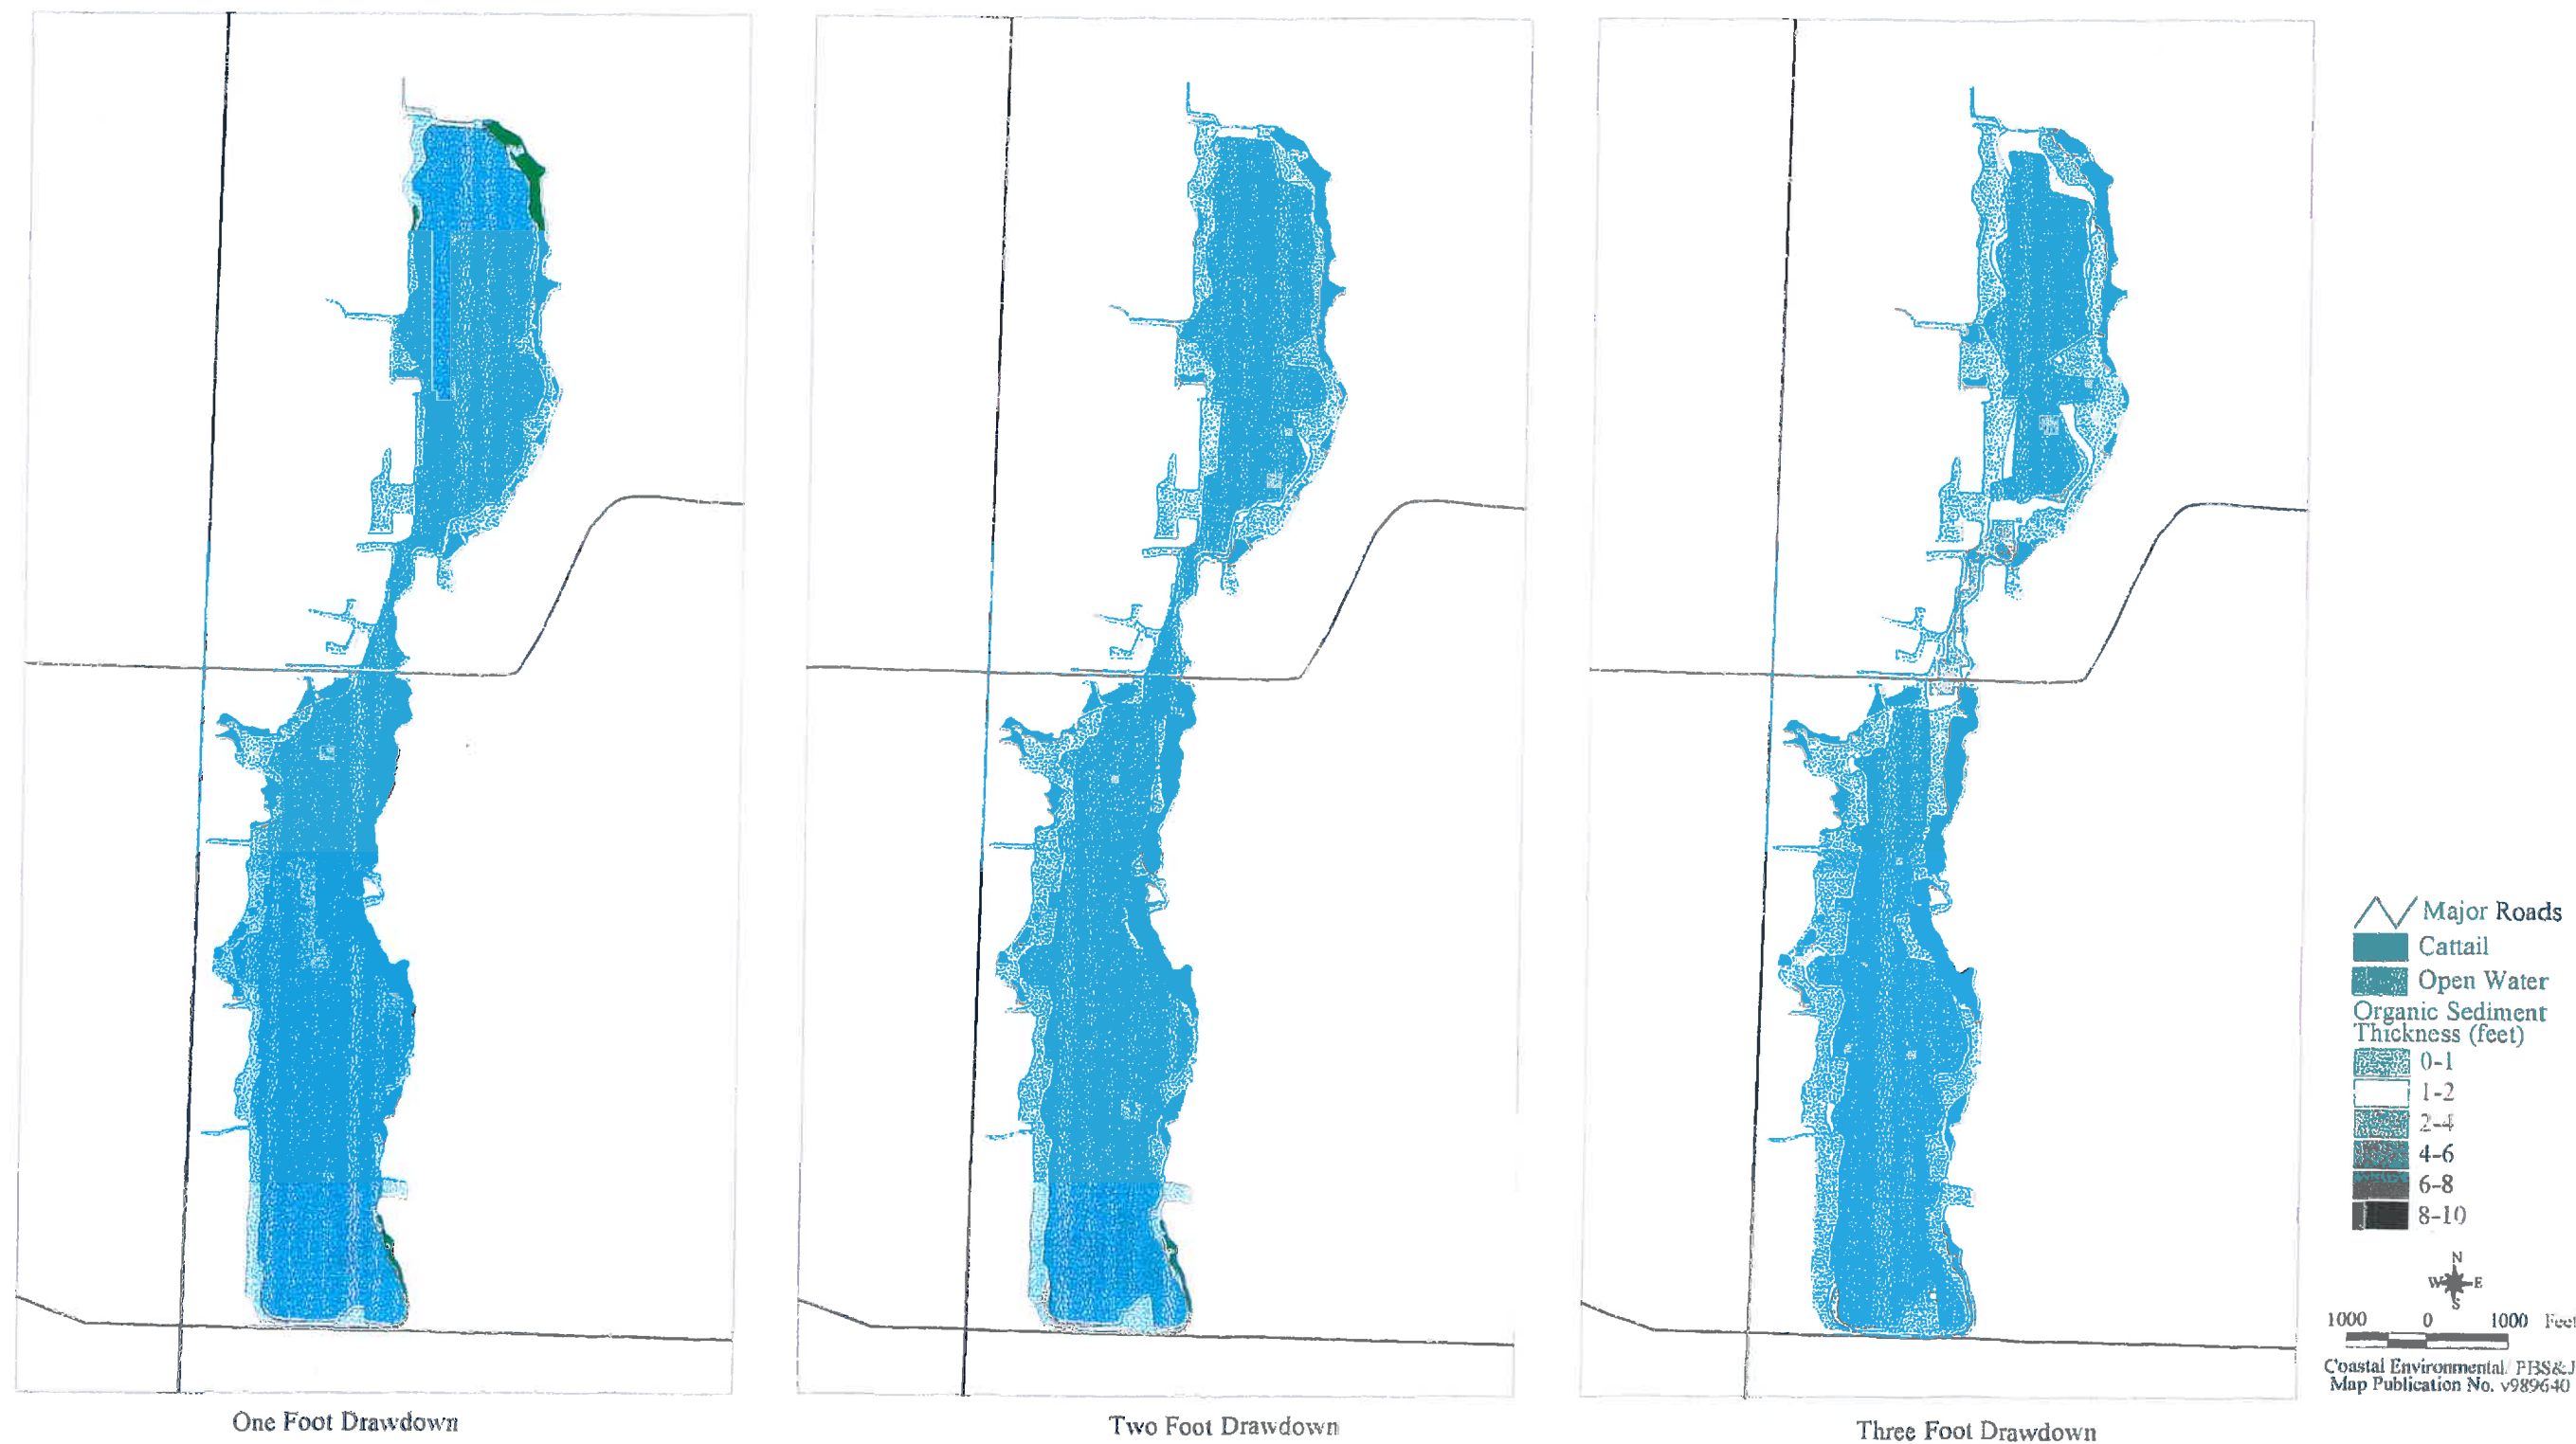 Major Roads
Cattail
Open Water
Organic Sediment
Thickness (feet)
0-1
1-2
2-4
4-6
6-8
8-10
N
W E
S
1000 0 1000 Feet
Coastal Environmental/ PBS&J
Map Publication No. v989640
One Foot Drawdown
Two Foot Drawdown
Three Foot Drawdown